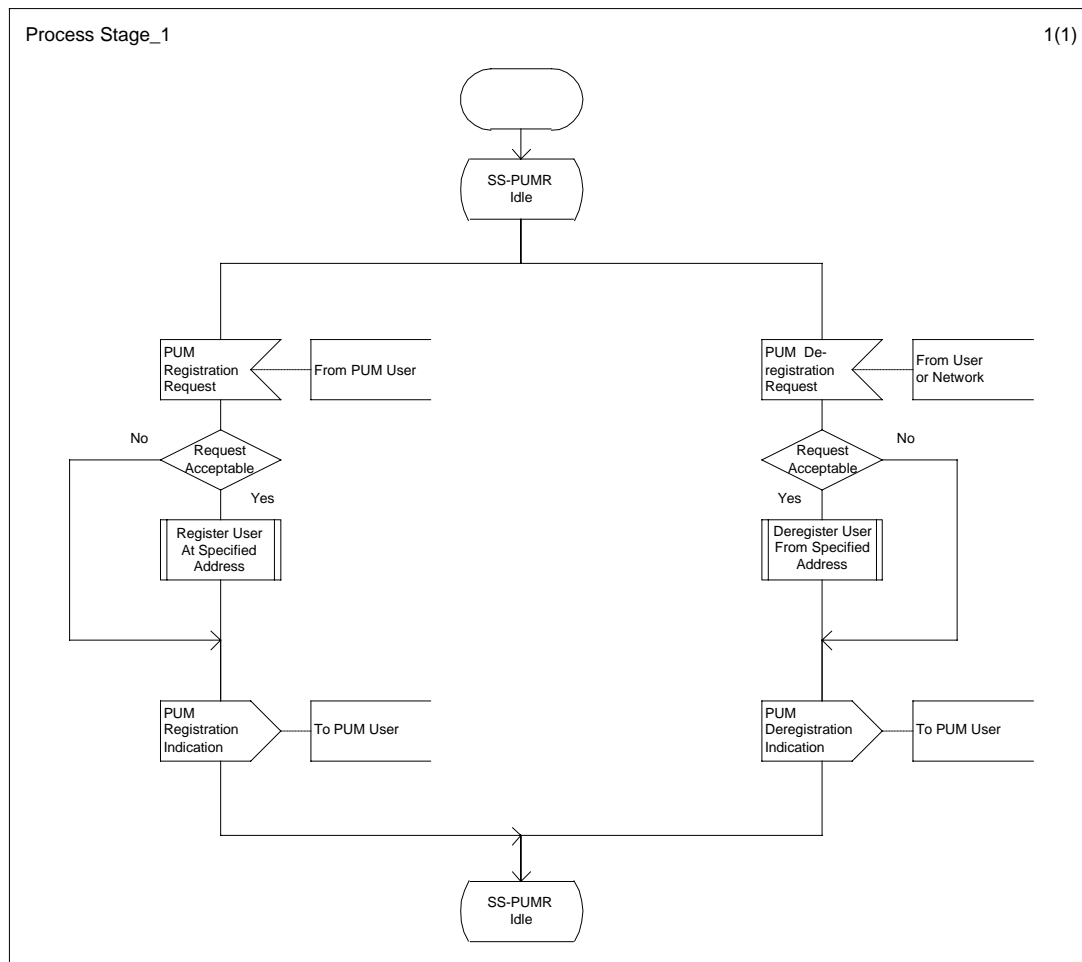 Process Stage_1
1(1)
SS-PUMR
Idle
PUM
Registration
Request
From PUM User
PUM De-
registration
Request
From User
or Network
No
Request
Acceptable
Yes
Request
Acceptable
No
Yes
Register User
At Specified
Address
Deregister User
From Specified
Address
PUM
Registration
Indication
To PUM User
PUM
Deregistration
Indication
To PUM User
SS-PUMR
Idle